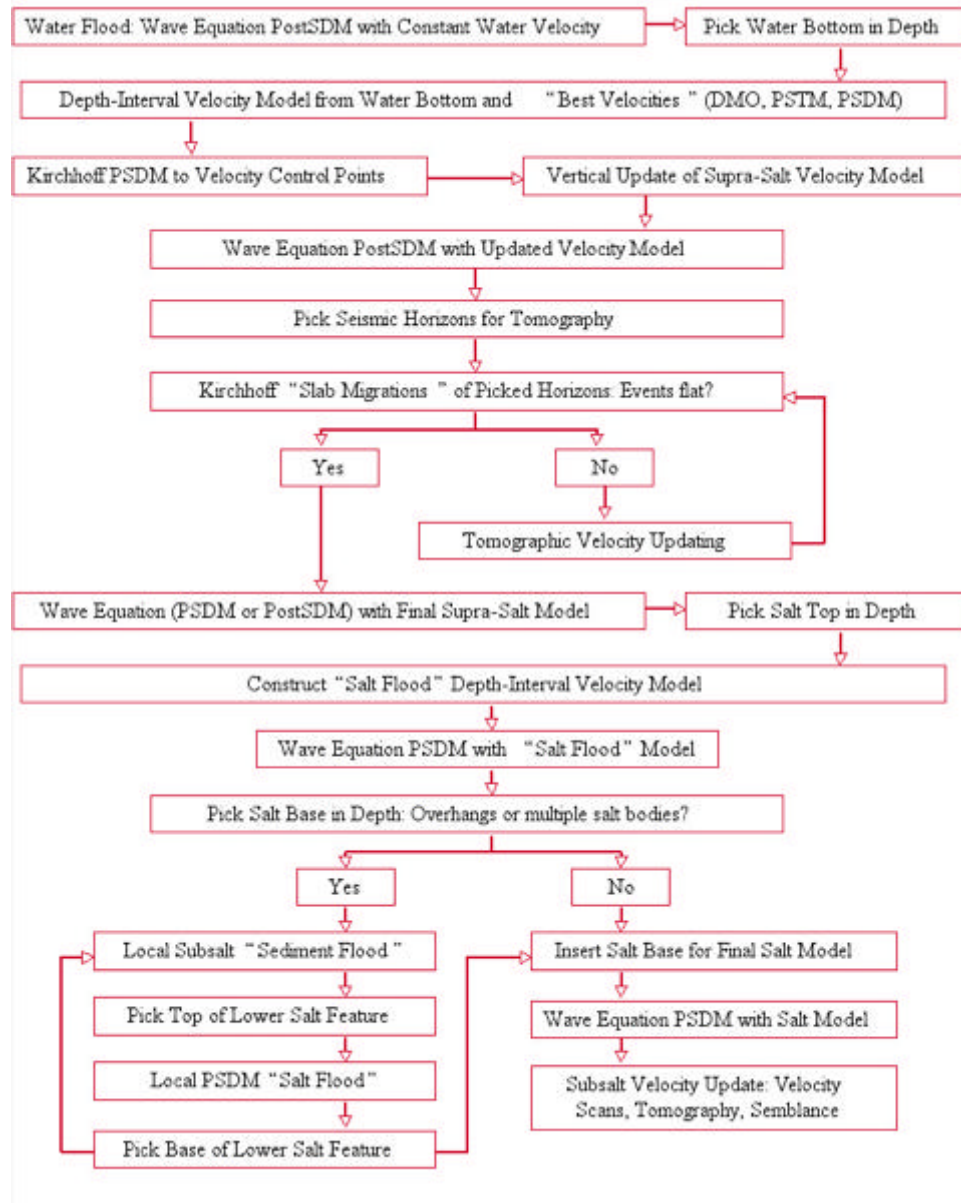 Water Flood: Wave Equation PostSDM with Constant Water Velocity
Pick Water Bottom in Depth
Depth-Interval Velocity Model from Water Bottom and “Best Velocities” (DMO, PSTM, PSDM)
Kirchhoff PSDM to Velocity Control Points
Vertical Update of Supra-Salt Velocity Model
Wave Equation PostSDM with Updated Velocity Model
Pick Seismic Horizons for Tomography
Kirchhoff “Slab Migrations” of Picked Horizons: Events flat?
Yes
No
Tomographic Velocity Updating
Wave Equation (PSDM or PostSDM) with Final Supra-Salt Model
Pick Salt Top in Depth
Construct “Salt Flood” Depth-Interval Velocity Model
Wave Equation PSDM with “Salt Flood” Model
Pick Salt Base in Depth: Overhangs or multiple salt bodies?
Yes
No
Local Subsalt “Sediment Flood”
Insert Salt Base for Final Salt Model
Pick Top of Lower Salt Feature
Wave Equation PSDM with Salt Model
Local PSDM “Salt Flood”
Subsalt Velocity Update: Velocity
Scans, Tomography, Semblance
Pick Base of Lower Salt Feature